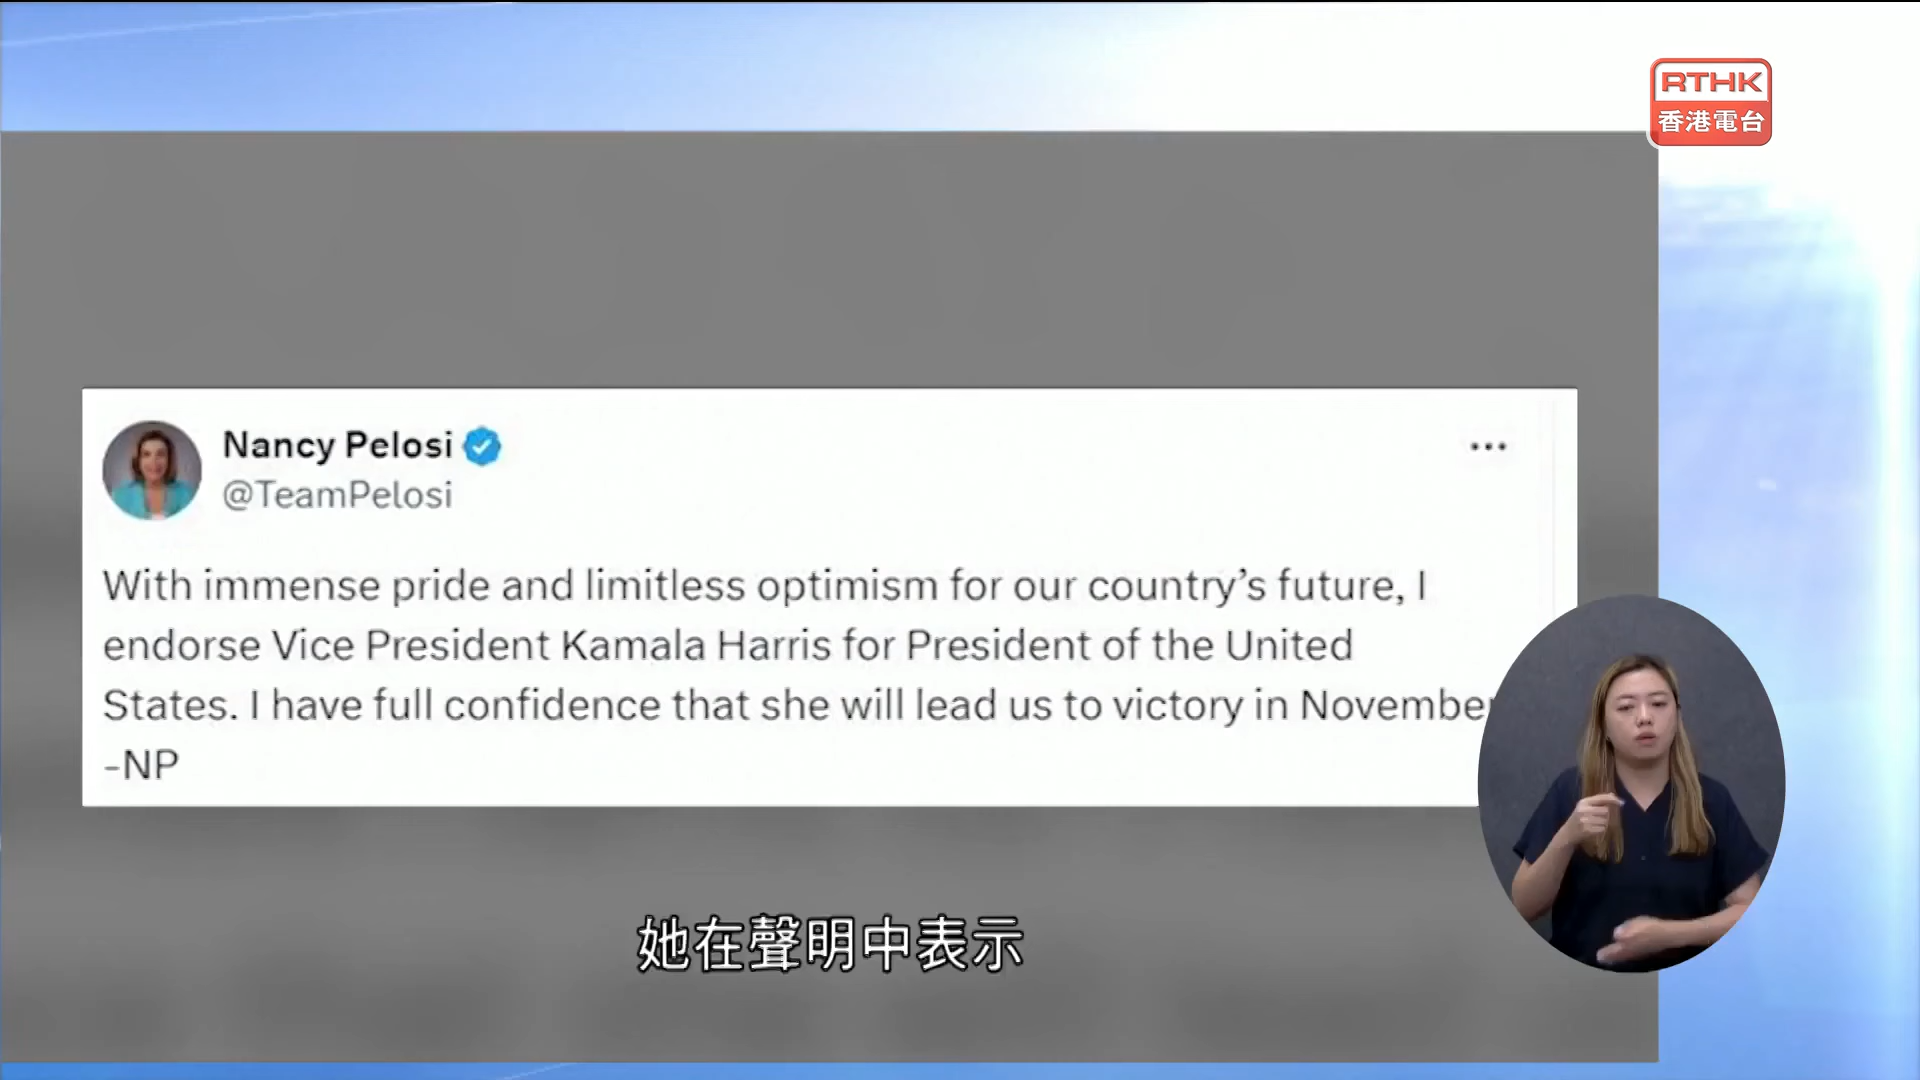 RTHK
香港電台
Nancy Pelosi
@TeamPelosi
With immense pride and limitless optimism for our country’s future, I
endorse Vice President Kamala Harris for President of the United
States. I have full confidence that she will lead us to victory in November
-NP
她在聲明中表示